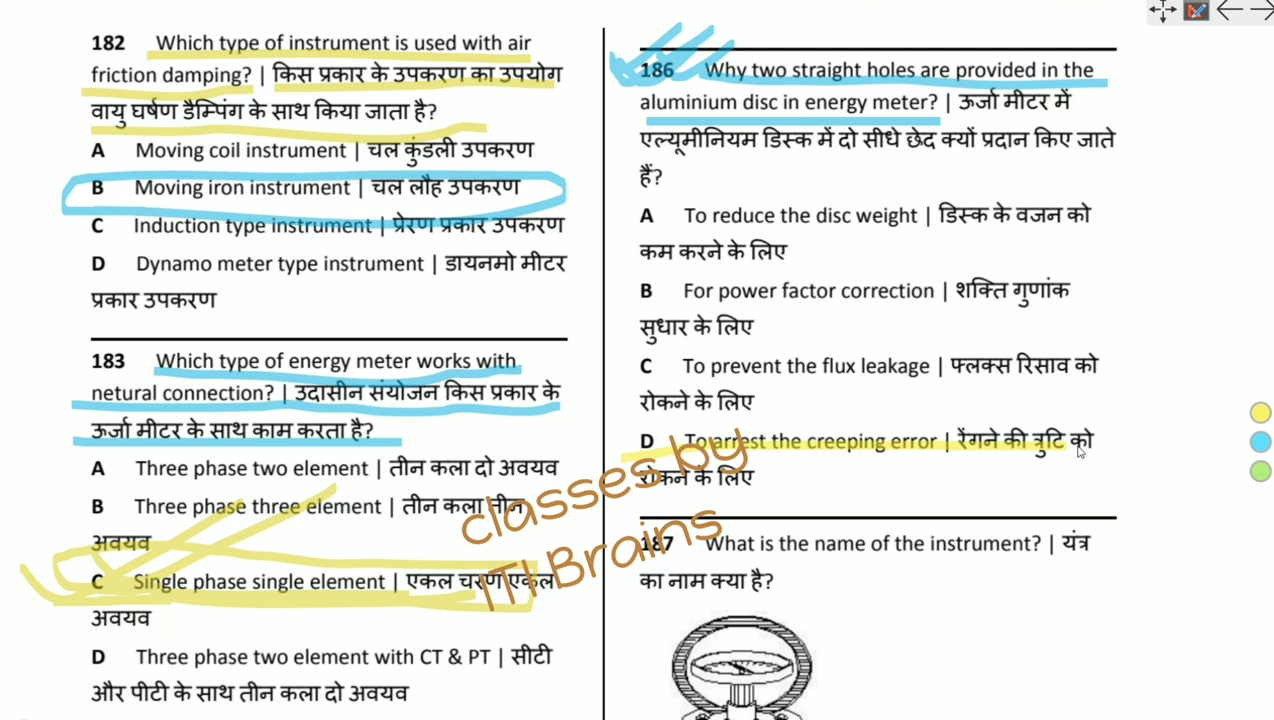 182 Which type of instrument is used with air
friction damping? | किस प्रकार के उपकरण का उपयोग
वायु घर्षण डैम्पिंग के साथ किया जाता है?
A Moving coil instrument | चल कुंडली उपकरण
B Moving iron instrument | चल लौह उपकरण
C Induction type instrument | प्रेरण प्रकार उपकरण
D Dynamo meter type instrument | डायनमो मीटर
प्रकार उपकरण
183 Which type of energy meter works with
netural connection? | उदासीन संयोजन किस प्रकार के
ऊर्जा मीटर के साथ काम करता है?
A Three phase two element | तीन कला दो अवयव
B Three phase three element | तीन कला तीन
अवयव
C Single phase single element | एकल चरण एकल
अवयव
D Three phase two element with CT & PT | सीटी
और पीटी के साथ तीन कला दो अवयव
186 Why two straight holes are provided in the
aluminium disc in energy meter? | ऊर्जा मीटर में
एल्यूमीनियम डिस्क में दो सीधे छेद क्यों प्रदान किए जाते
हैं?
A To reduce the disc weight | डिस्क के वजन को
कम करने के लिए
B For power factor correction | शक्ति गुणांक
सुधार के लिए
C To prevent the flux leakage | फ्लक्स रिसाव को
रोकने के लिए
D To arrest the creeping error | रेंगने की त्रुटि को
रोकने के लिए
187 What is the name of the instrument? | यंत्र
का नाम क्या है?
classes by
ITI Brains